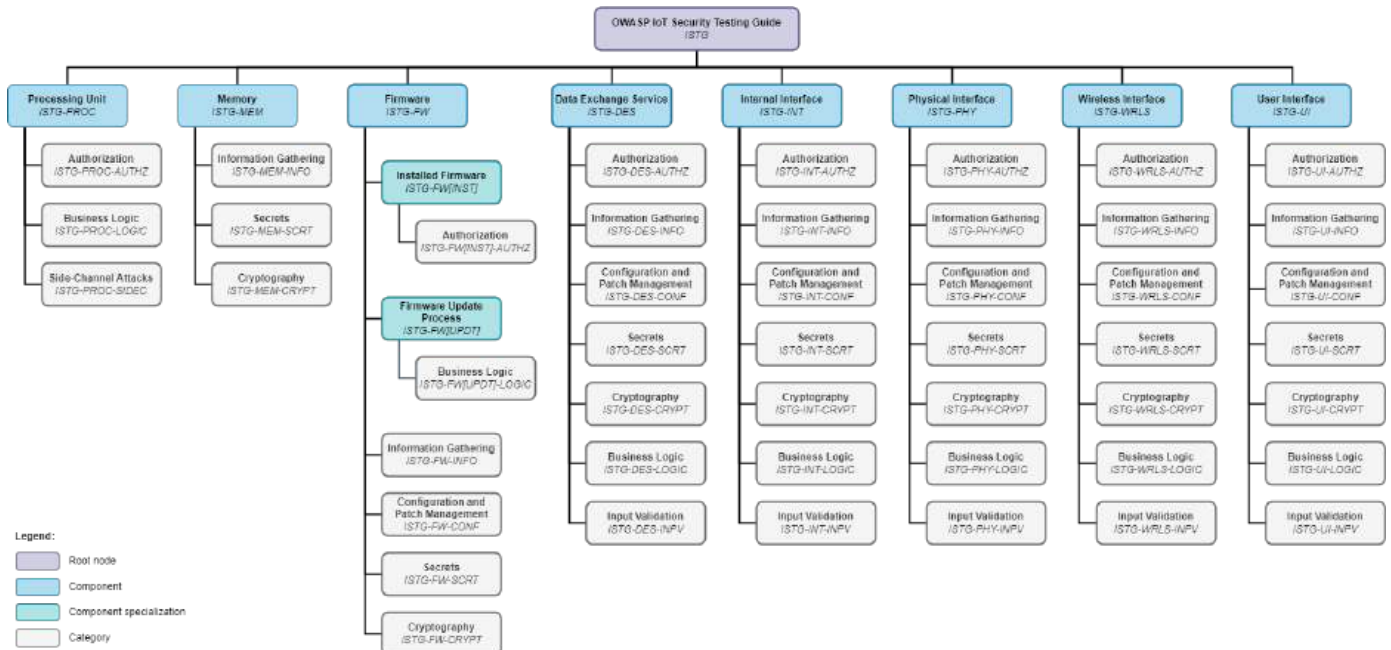 OWASP IoT Security Testing Guide
ISTG
Processing Unit
ISTG-PROC
Authorization
ISTG-PROC-AUTHZ
Business Logic
ISTG-PROC-LOGIC
Side-Channel Attacks
ISTG-PROC-SIDEC
Memory
ISTG-MEM
Information Gathering
ISTG-MEM-INFO
Secrets
ISTG-MEM-SCRT
Cryptography
ISTG-MEM-CRYPT
Firmware
ISTG-FW
Installed Firmware
ISTG-FW[INST]
Authorization
ISTG-FW[INST]-AUTHZ
Firmware Update
Process
ISTG-FW[UPDT]
Business Logic
ISTG-FW[UPDT]-LOGIC
Information Gathering
ISTG-FW-INFO
Configuration and
Patch Management
ISTG-FW-CONF
Secrets
ISTG-FW-SCRT
Cryptography
ISTG-FW-CRYPT
Data Exchange Service
ISTG-DES
Authorization
ISTG-DES-AUTHZ
Information Gathering
ISTG-DES-INFO
Configuration and
Patch Management
ISTG-DES-CONF
Secrets
ISTG-DES-SCRT
Cryptography
ISTG-DES-CRYPT
Business Logic
ISTG-DES-LOGIC
Input Validation
ISTG-DES-INPV
Internal Interface
ISTG-INT
Authorization
ISTG-INT-AUTHZ
Information Gathering
ISTG-INT-INFO
Configuration and
Patch Management
ISTG-INT-CONF
Secrets
ISTG-INT-SCRT
Cryptography
ISTG-INT-CRYPT
Business Logic
ISTG-INT-LOGIC
Input Validation
ISTG-INT-INPV
Physical Interface
ISTG-PHY
Authorization
ISTG-PHY-AUTHZ
Information Gathering
ISTG-PHY-INFO
Configuration and
Patch Management
ISTG-PHY-CONF
Secrets
ISTG-PHY-SCRT
Cryptography
ISTG-PHY-CRYPT
Business Logic
ISTG-PHY-LOGIC
Input Validation
ISTG-PHY-INPV
Wireless Interface
ISTG-WRLS
Authorization
ISTG-WRLS-AUTHZ
Information Gathering
ISTG-WRLS-INFO
Configuration and
Patch Management
ISTG-WRLS-CONF
Secrets
ISTG-WRLS-SCRT
Cryptography
ISTG-WRLS-CRYPT
Business Logic
ISTG-WRLS-LOGIC
Input Validation
ISTG-WRLS-INPV
User Interface
ISTG-UI
Authorization
ISTG-UI-AUTHZ
Information Gathering
ISTG-UI-INFO
Configuration and
Patch Management
ISTG-UI-CONF
Secrets
ISTG-UI-SCRT
Cryptography
ISTG-UI-CRYPT
Business Logic
ISTG-UI-LOGIC
Input Validation
ISTG-UI-INPV
Legend:
Root node
Component
Component specialization
Category